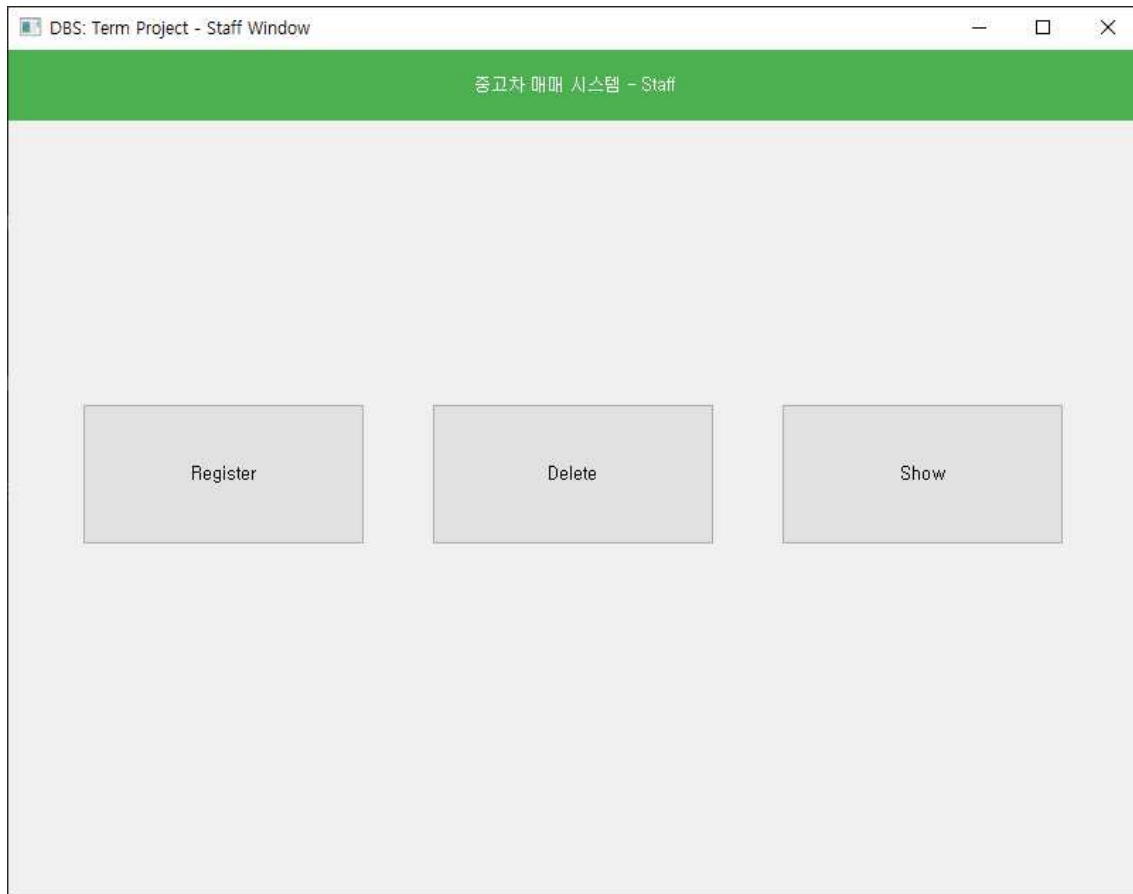 DBS: Term Project - Staff Window
중고차 매매 시스템 - Staff
Register
Delete
Show